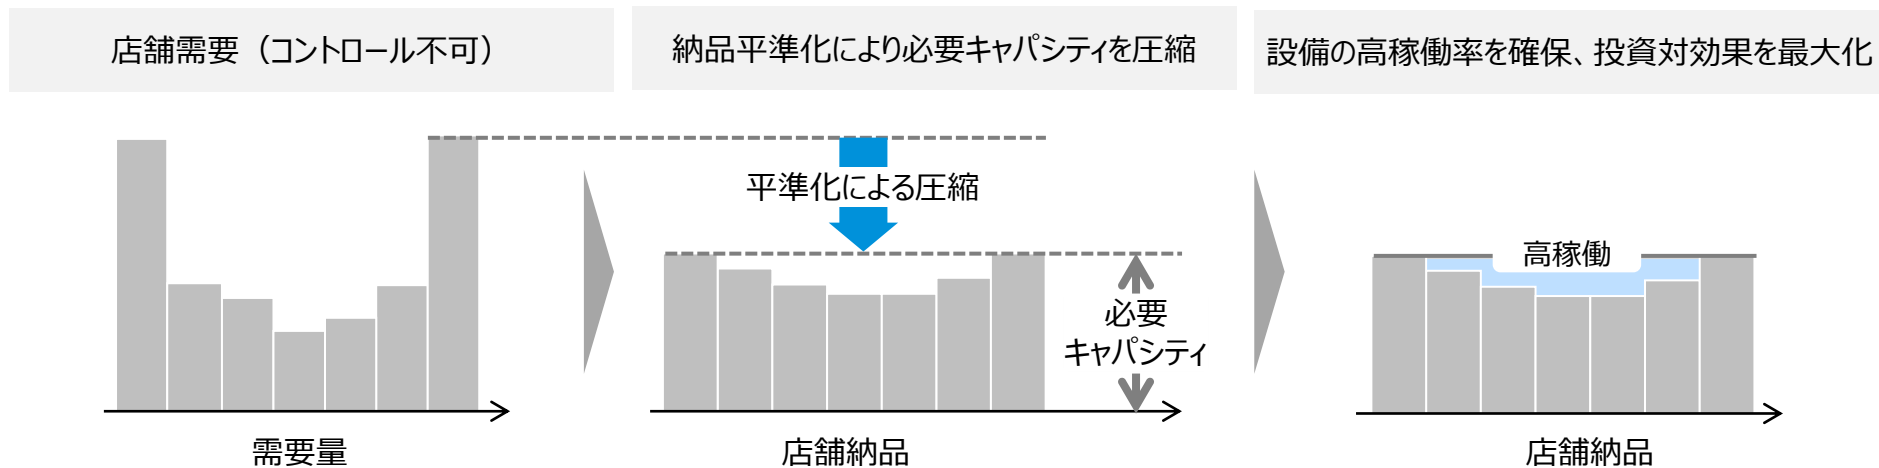 店舗需要（コントロール不可）
納品平準化により必要キャパシティを圧縮
設備の高稼働率を確保、投資対効果を最大化
平準化による圧縮
必要
キャパシティ
高稼働
需要量
店舗納品
店舗納品